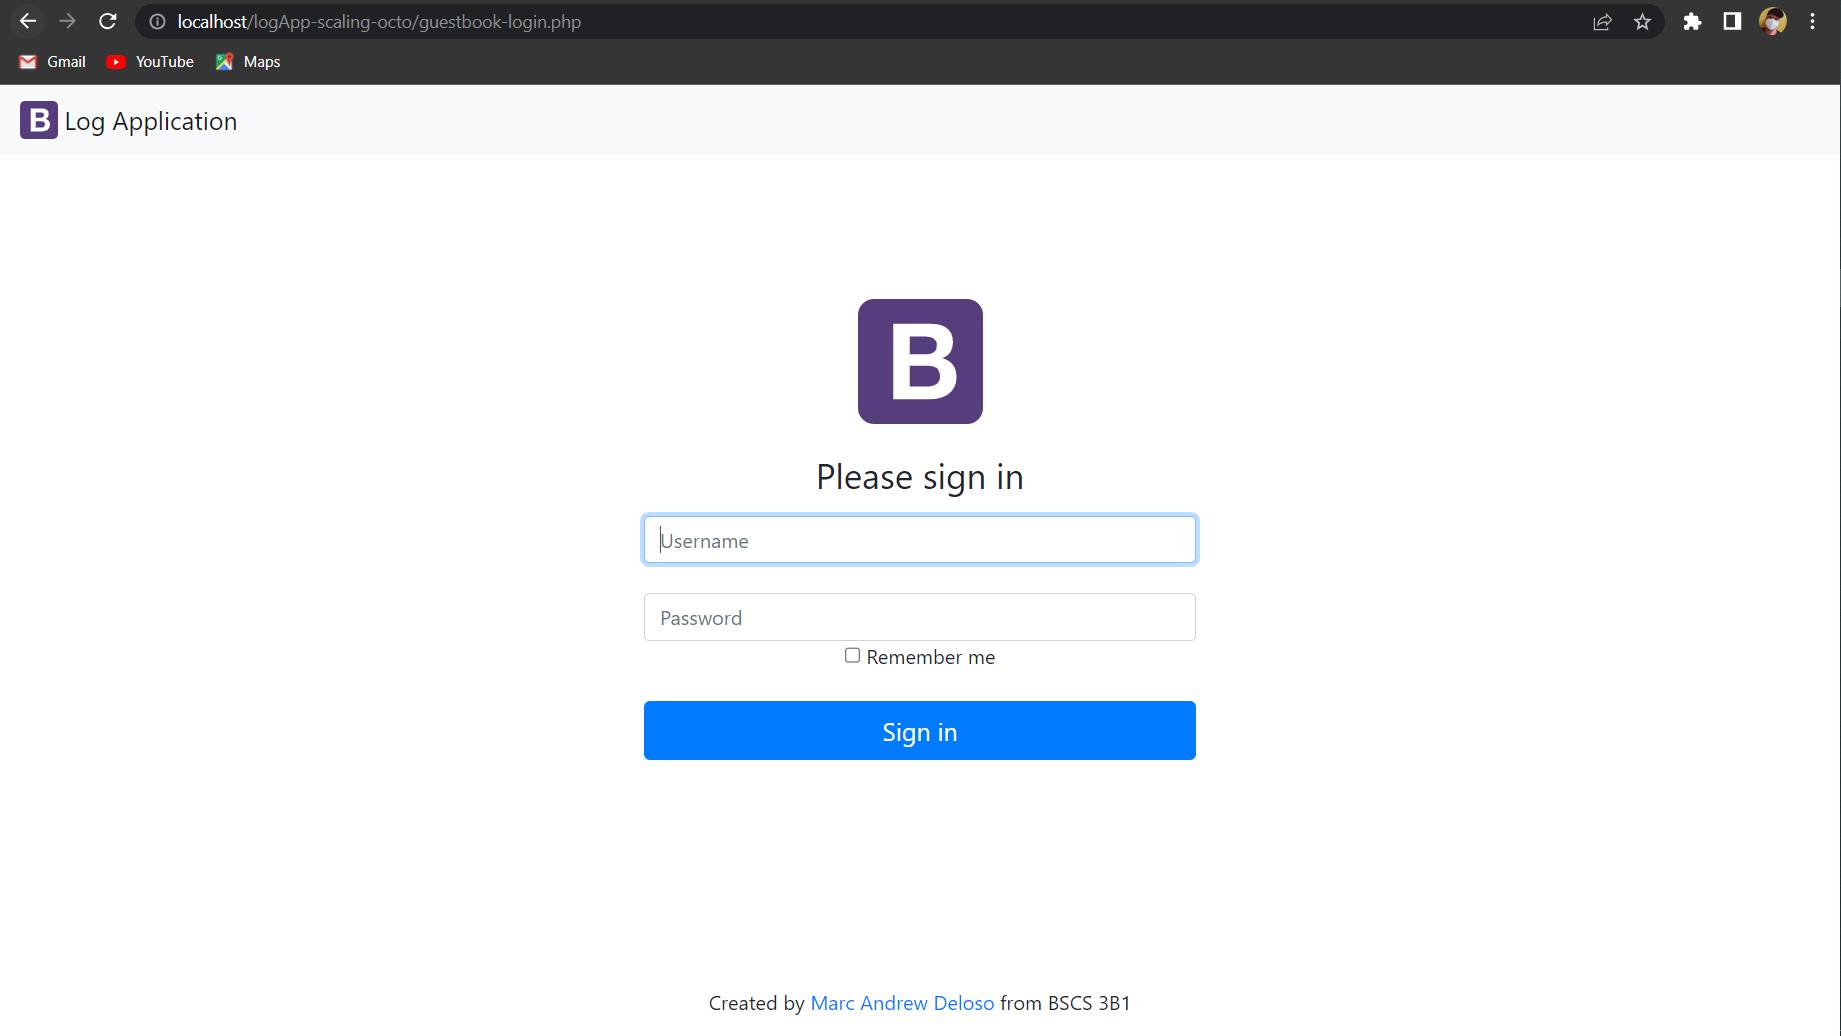 localhost/logApp-scaling-octo/guestbook-login.php
Gmail YouTube Maps
B Log Application
B
Please sign in
Username
Password
Remember me
Sign in
Created by Marc Andrew Deloso from BSCS 3B1